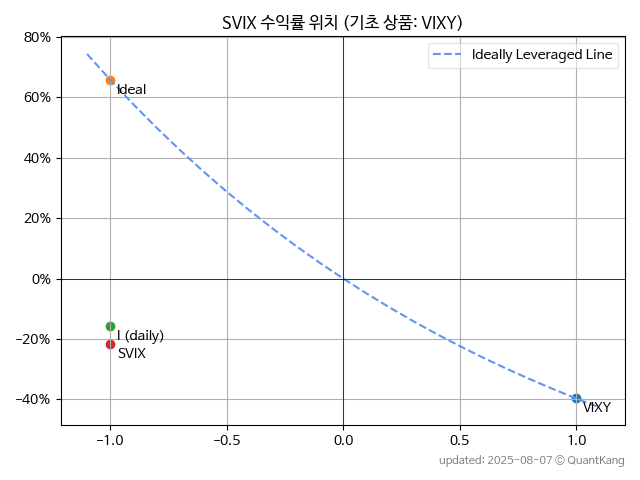 SVIX 수익률 위치 (기초 상품: VIXY)
80%
60%
40%
20%
0%
−20%
−40%
Ideally Leveraged Line
Ideal
I (daily)
SVIX
VIXY
−1.0
−0.5
0.0
0.5
1.0
updated: 2025-08-07 © QuantKang